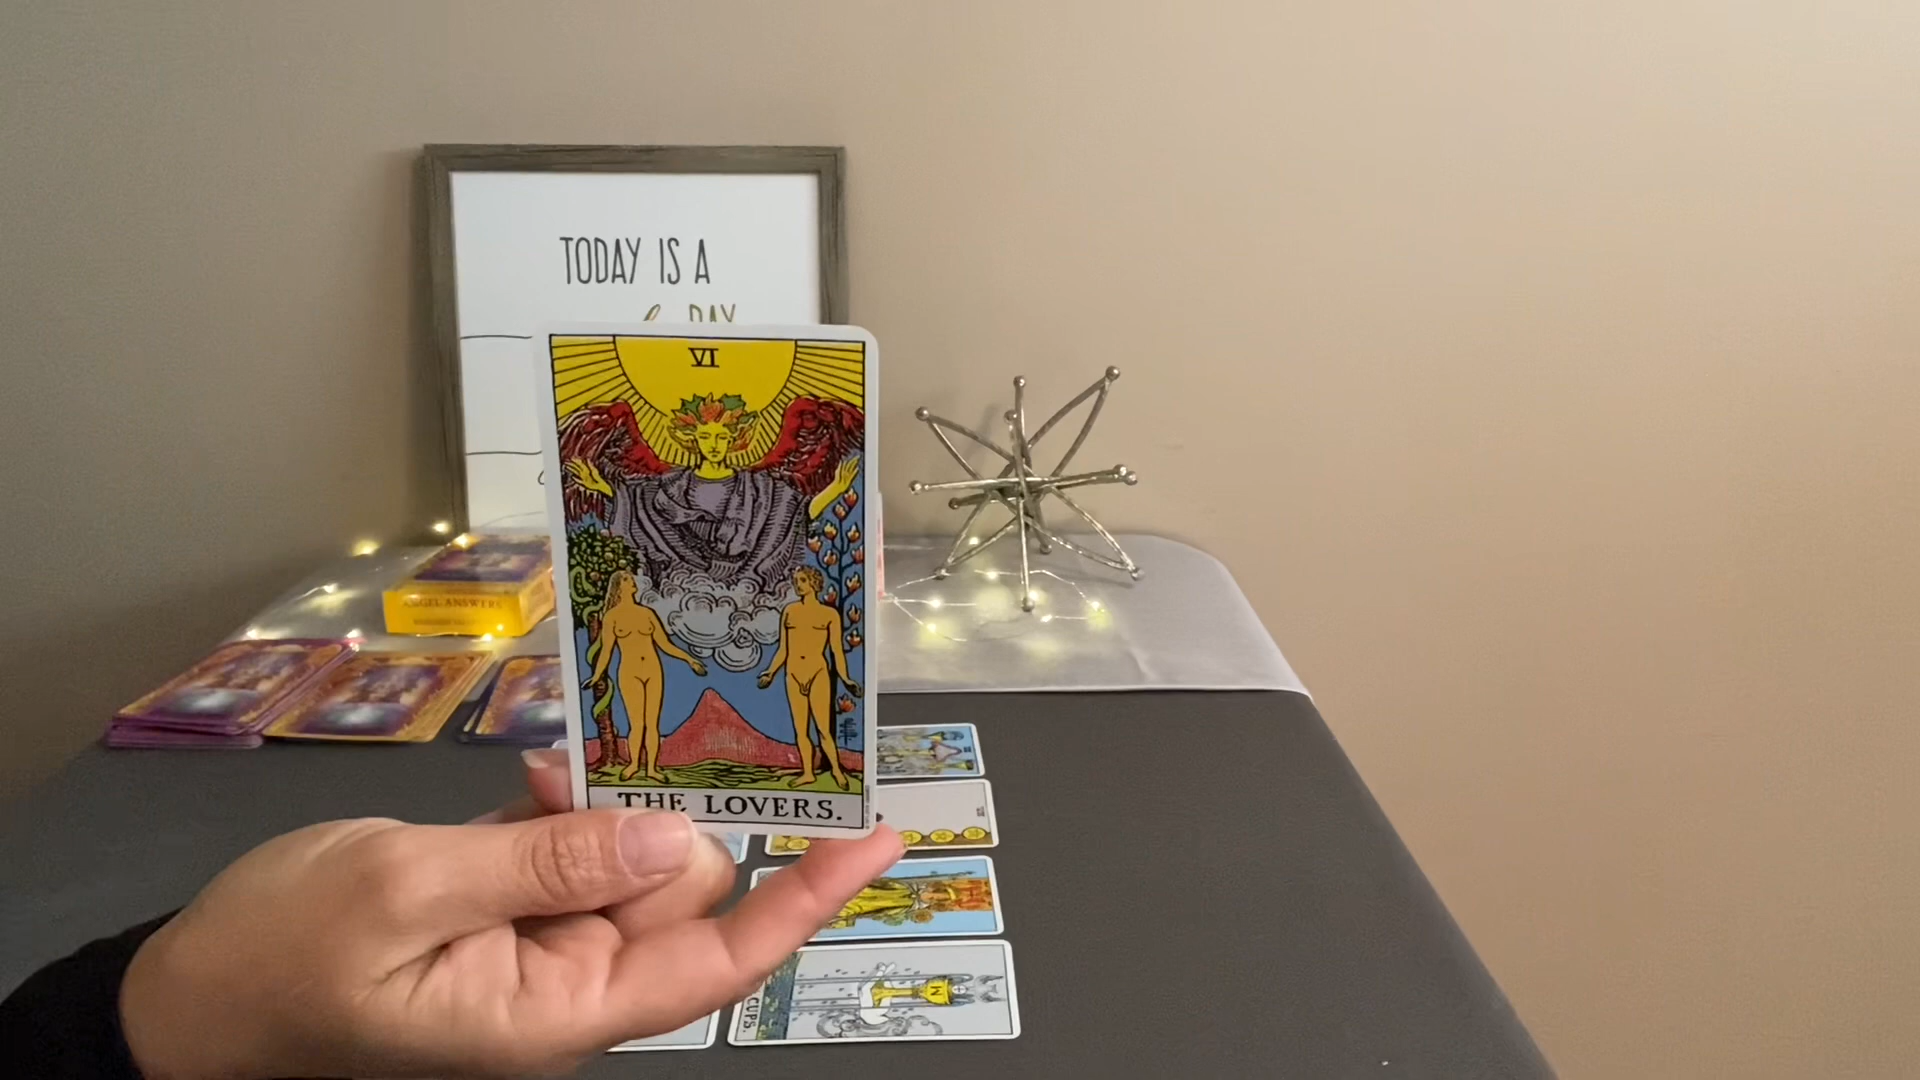 TODAY IS A
DAY
VI
ANGEL ANSWERS
THE LOVERS.
CUPS.